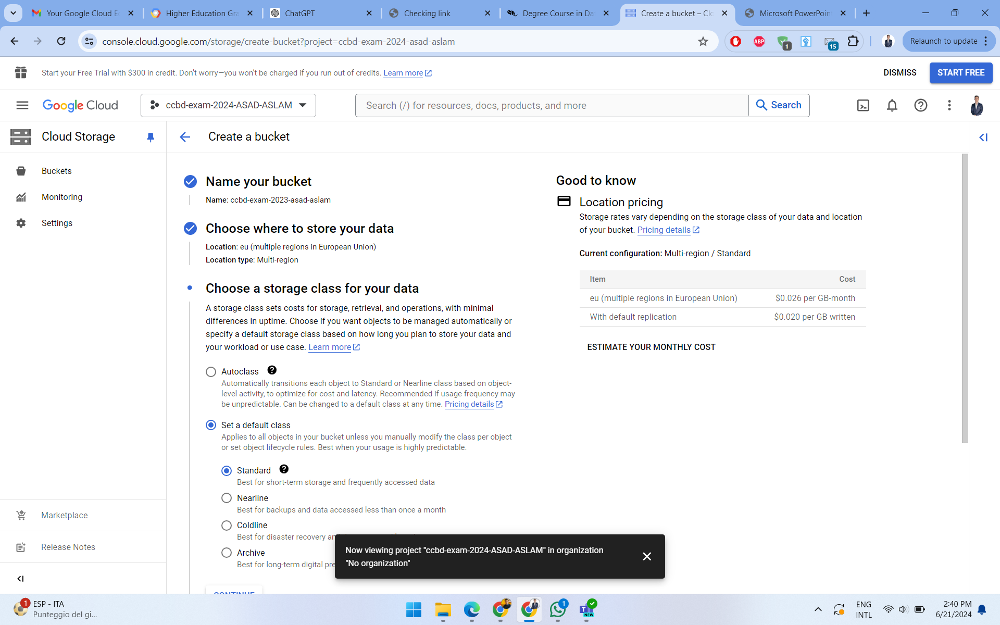 Your Google Cloud E
Higher Education Gra
ChatGPT
Checking link
Degree Course in Da
Create a bucket – Clo
Microsoft PowerPoin
console.cloud.google.com/storage/create-bucket?project=ccbd-exam-2024-asad-aslam
ABP
1
15
Relaunch to update
Start your Free Trial with $300 in credit. Don't worry—you won't be charged if you run out of credits. Learn more
DISMISS
START FREE
Google Cloud
ccbd-exam-2024-ASAD-ASLAM
Search (/) for resources, docs, products, and more
Search
Cloud Storage
Create a bucket
Buckets
Monitoring
Settings
Marketplace
Release Notes
Name your bucket
Name: ccbd-exam-2023-asad-aslam
Choose where to store your data
Location: eu (multiple regions in European Union)
Location type: Multi-region
Choose a storage class for your data
A storage class sets costs for storage, retrieval, and operations, with minimal
differences in uptime. Choose if you want objects to be managed automatically or
specify a default storage class based on how long you plan to store your data and
your workload or use case. Learn more
Autoclass
Automatically transitions each object to Standard or Nearline class based on object-
level activity, to optimize for cost and latency. Recommended if usage frequency may
be unpredictable. Can be changed to a default class at any time. Pricing details
Set a default class
Applies to all objects in your bucket unless you manually modify the class per object
or set object lifecycle rules. Best when your usage is highly predictable.
Standard
Best for short-term storage and frequently accessed data
Nearline
Best for backups and data accessed less than once a month
Coldline
Best for disaster recovery an
Archive
Best for long-term digital pre
CONTINUE
Good to know
Location pricing
Storage rates vary depending on the storage class of your data and location
of your bucket. Pricing details
Current configuration: Multi-region / Standard
Item Cost
eu (multiple regions in European Union) $0.026 per GB-month
With default replication $0.020 per GB written
ESTIMATE YOUR MONTHLY COST
Now viewing project "ccbd-exam-2024-ASAD-ASLAM" in organization
"No organization"
1
ESP - ITA
Punteggio del gi...
1
NEW
ENG
INTL
2:40 PM
6/21/2024